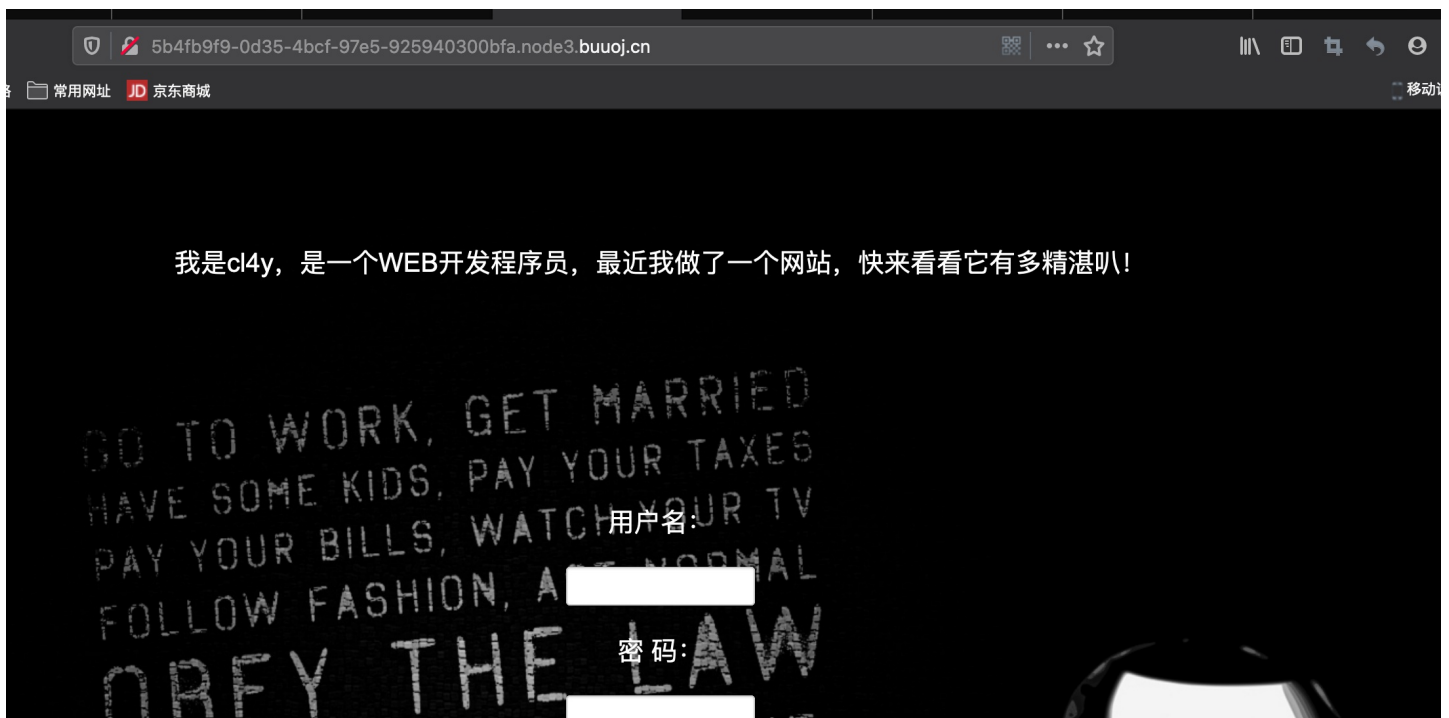 5b4fb9f9-0d35-4bcf-97e5-925940300bfa.node3.buuoj.cn
常用网址 JD 京东商城
我是cl4y，是一个WEB开发程序员，最近我做了一个网站，快来看看它有多精湛叭！
GO TO WORK, GET MARRIED
HAVE SOME KIDS, PAY YOUR TAXES
PAY YOUR BILLS, WATCH YOUR TV
FOLLOW FASHION, ACT NORMAL
OBEY THE LAW
用户名：
密 码：
移动